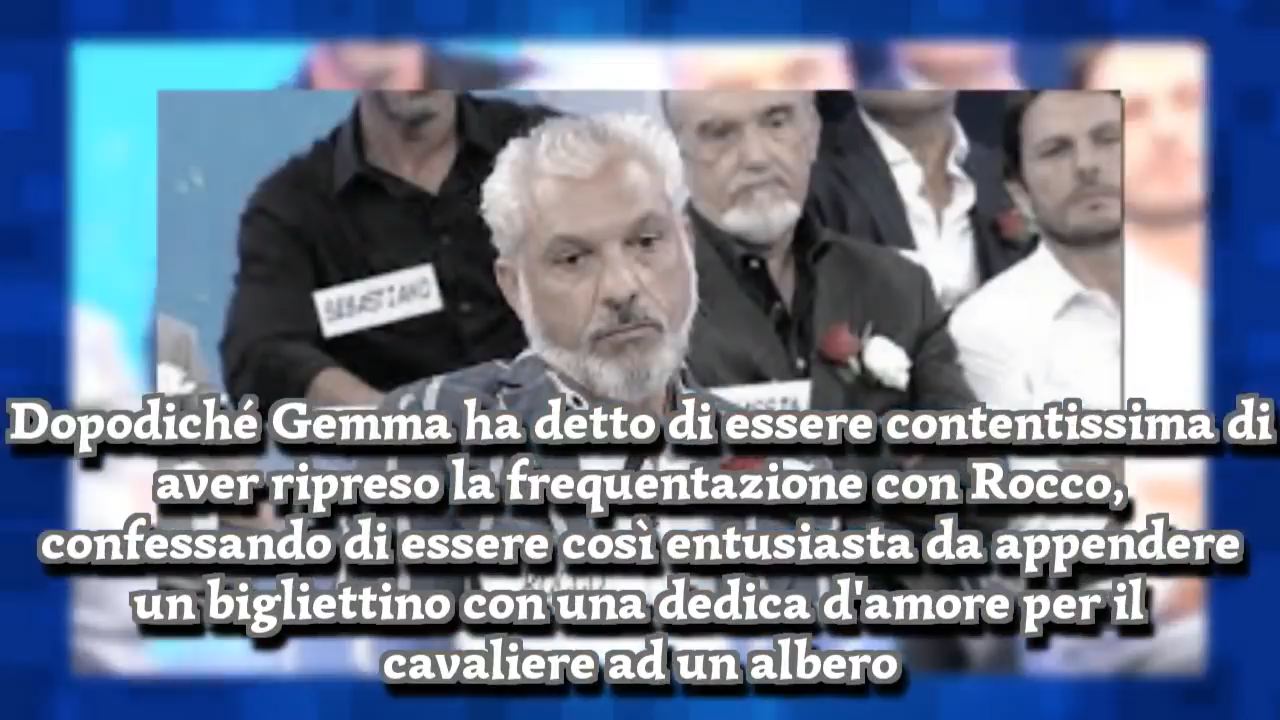 SEBASTIANO
Dopodiché Gemma ha detto di essere contentissima di
aver ripreso la frequentazione con Rocco,
confessando di essere così entusiasta da appendere
un bigliettino con una dedica d'amore per il
cavaliere ad un albero